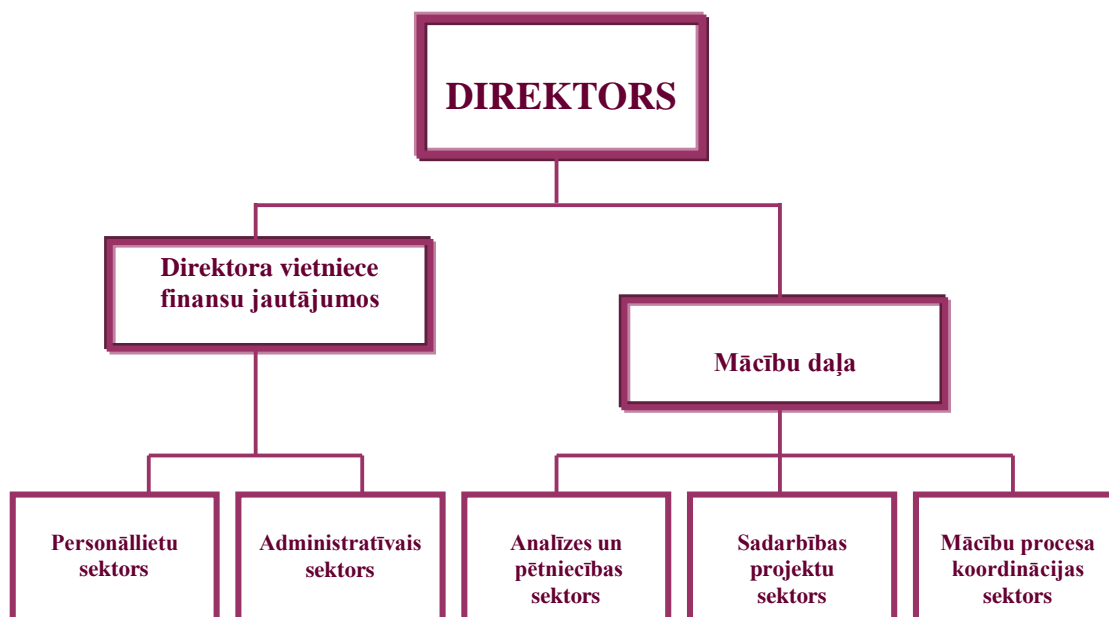 DIREKTORS
Direktora vietniece
finansu jautājumos
Mācību daļa
Personāllietu
sektors
Administratīvais
sektors
Analīzes un
pētniecības
sektors
Sadarbības
projektu
sektors
Mācību procesa
koordinācijas
sektors